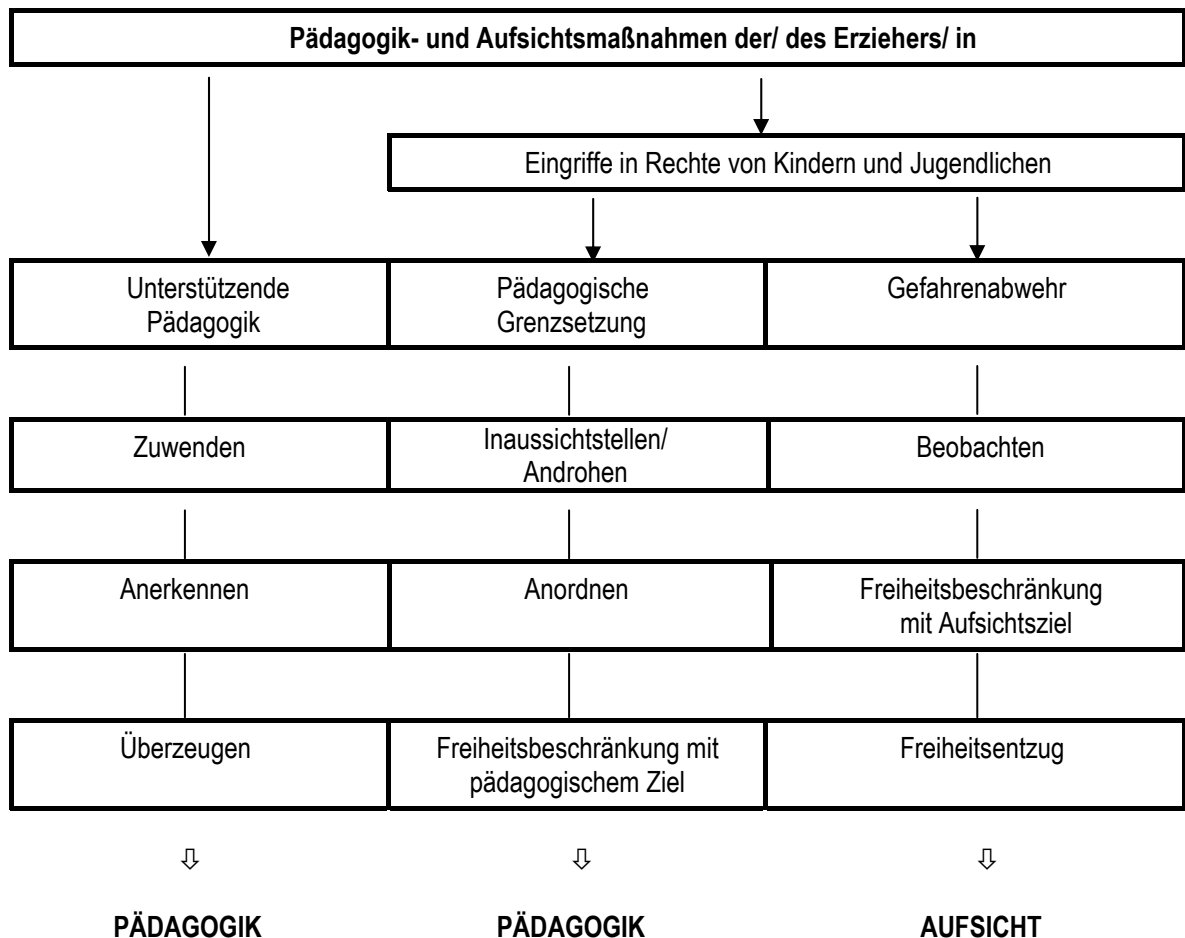 Pädagogik- und Aufsichtsmaßnahmen der/ des Erziehers/ in
Eingriffe in Rechte von Kindern und Jugendlichen
Unterstützende
Pädagogik
Pädagogische
Grenzsetzung
Gefahrenabwehr
Zuwenden
Inaussichtstellen/
Androhen
Beobachten
Anerkennen
Anordnen
Freiheitsbeschränkung
mit Aufsichtsziel
Überzeugen
Freiheitsbeschränkung mit
pädagogischem Ziel
Freiheitsentzug
PÄDAGOGIK
PÄDAGOGIK
AUFSICHT